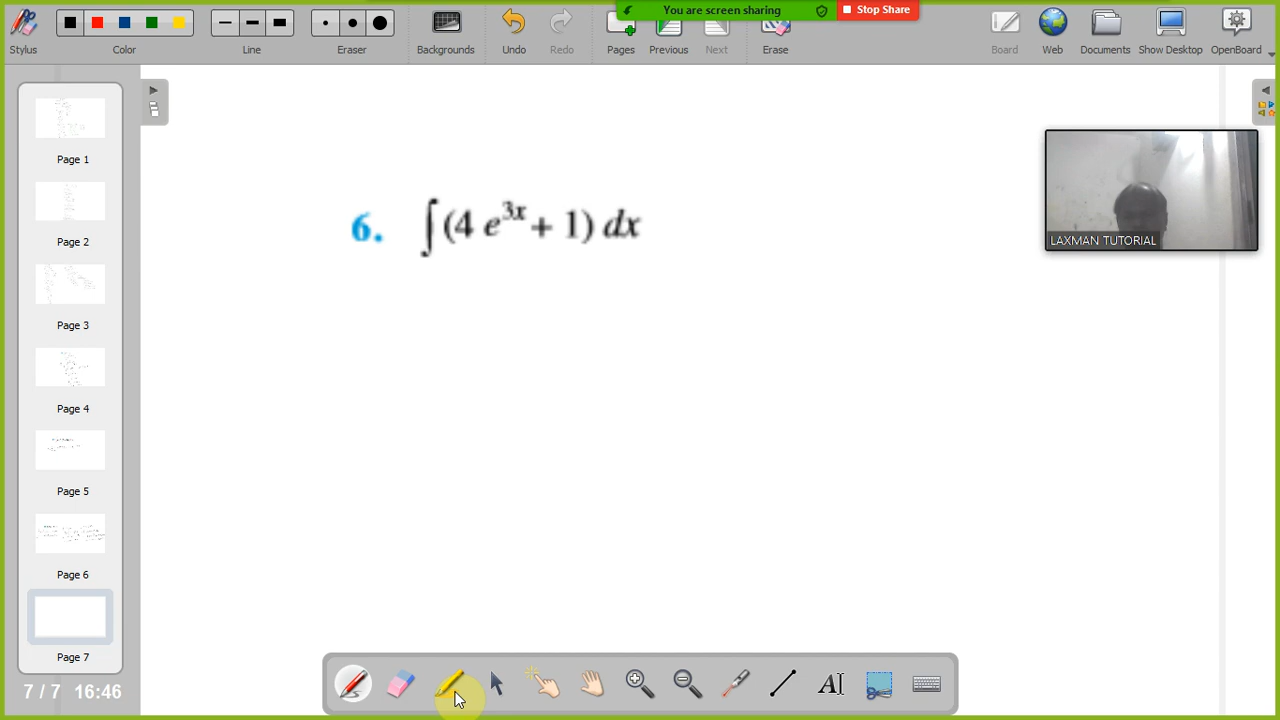 You are screen sharing
Stop Share
Stylus
Color
Line
Eraser
Backgrounds
Undo
Redo
Pages
Previous
Next
Erase
Board
Web
Documents
Show Desktop
OpenBoard
Page 1
Page 2
Page 3
Page 4
Page 5
Page 6
Page 7
7 / 7 16:46
6. ∫(4 e^{3x} + 1) dx
LAXMAN TUTORIAL